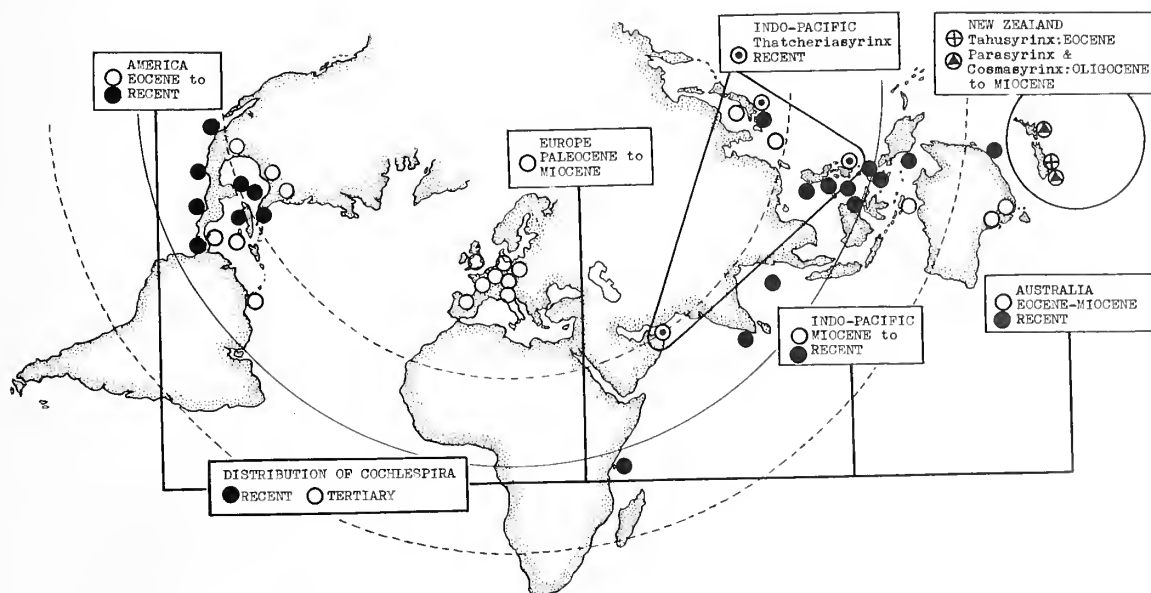 AMERICA
EOCENE to
RECENT
INDO-PACIFIC
Thatcheriasyrinx
RECENT
NEW ZEALAND
Tahusyrinx:EOCENE
Parasyrinx &
Cosmasyrinx:OLIGOCENE
to MIOCENE
EUROPE
PALEOCENE to
MIOCENE
AUSTRALIA
EOCENE-MIOCENE
RECENT
INDO-PACIFIC
MIOCENE to
RECENT
DISTRIBUTION OF COCHLESPIRA
RECENT TERTIARY